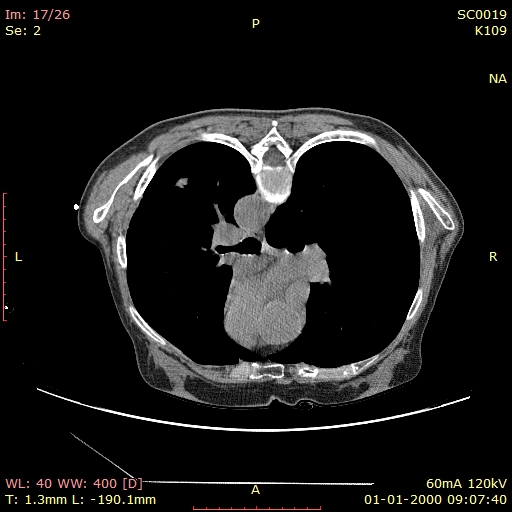 Im: 17/26
Se: 2
P
SC0019
K109
NA
L
R
WL: 40 WW: 400 [D]
T: 1.3mm L: -190.1mm
A
60mA 120kV
01-01-2000 09:07:40